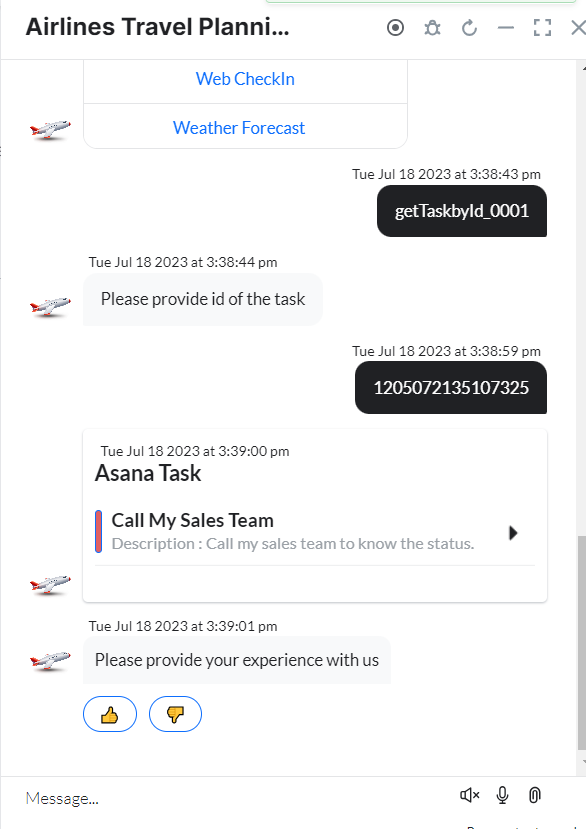 Airlines Travel Planni...
Web CheckIn
Weather Forecast
Tue Jul 18 2023 at 3:38:43 pm
getTaskbyId_0001
Tue Jul 18 2023 at 3:38:44 pm
Please provide id of the task
Tue Jul 18 2023 at 3:38:59 pm
1205072135107325
Tue Jul 18 2023 at 3:39:00 pm
Asana Task
Call My Sales Team
Description : Call my sales team to know the status.
Tue Jul 18 2023 at 3:39:01 pm
Please provide your experience with us
Message...